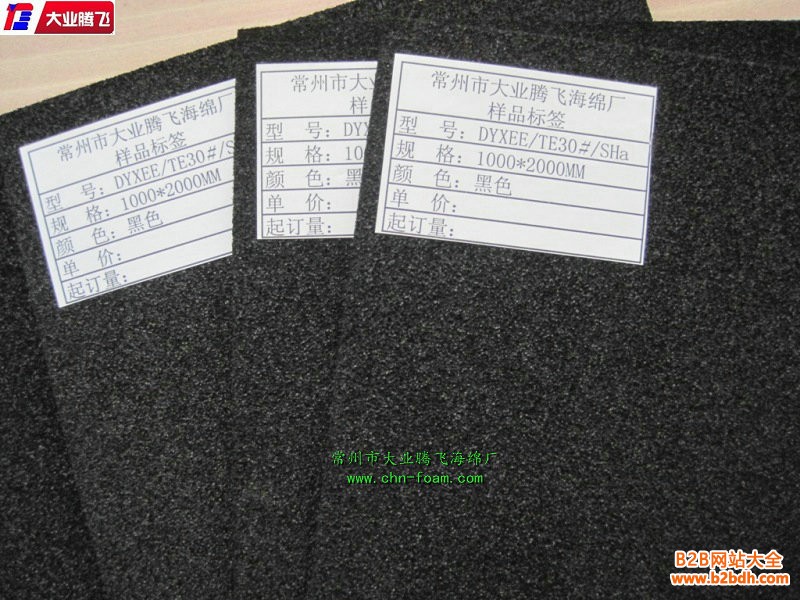 大业腾飞
常州市大业腾飞海绵厂
样品标签
型 号: DYXEE/TE30#/S
规 格: 1000*2000MM
颜 色: 黑色
单 价:
起订量:
常州市大
样
型 号: DY
规 格: 10
颜 色: 黑
单 价:
起订量:
常州市大业腾飞海绵厂
样品标签
型 号: DYXEE/TE30#/SHa
规 格: 1000*2000MM
颜 色: 黑色
单 价:
起订量:
常州市大业腾飞海绵厂
www.chn-foam.com
B2B网站大全
www.b2bdh.com